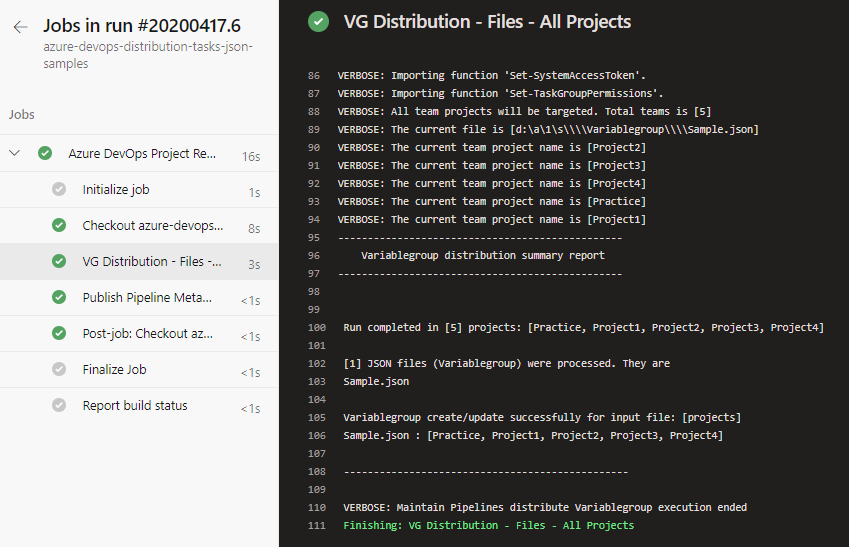 Jobs in run #20200417.6
azure-devops-distribution-tasks-json-
samples
Jobs
Azure DevOps Project Re... 16s
Initialize job 1s
Checkout azure-devops... 8s
VG Distribution - Files -... 3s
Publish Pipeline Meta... <1s
Post-job: Checkout az... <1s
Finalize Job <1s
Report build status <1s
VG Distribution - Files - All Projects
86 VERBOSE: Importing function 'Set-SystemAccessToken'.
87 VERBOSE: Importing function 'Set-TaskGroupPermissions'.
88 VERBOSE: All team projects will be targeted. Total teams is [5]
89 VERBOSE: The current file is [d:\a\1\s\\\\Variablegroup\\\\Sample.json]
90 VERBOSE: The current team project name is [Project2]
91 VERBOSE: The current team project name is [Project3]
92 VERBOSE: The current team project name is [Project4]
93 VERBOSE: The current team project name is [Practice]
94 VERBOSE: The current team project name is [Project1]
95 -------------------------------------------------
96 Variablegroup distribution summary report
97 -------------------------------------------------
98
99
100 Run completed in [5] projects: [Practice, Project1, Project2, Project3, Project4]
101
102 [1] JSON files (Variablegroup) were processed. They are
103 Sample.json
104
105 Variablegroup create/update successfully for input file: [projects]
106 Sample.json : [Practice, Project1, Project2, Project3, Project4]
107
108 -------------------------------------------------
109
110 VERBOSE: Maintain Pipelines distribute Variablegroup execution ended
111 Finishing: VG Distribution - Files - All Projects